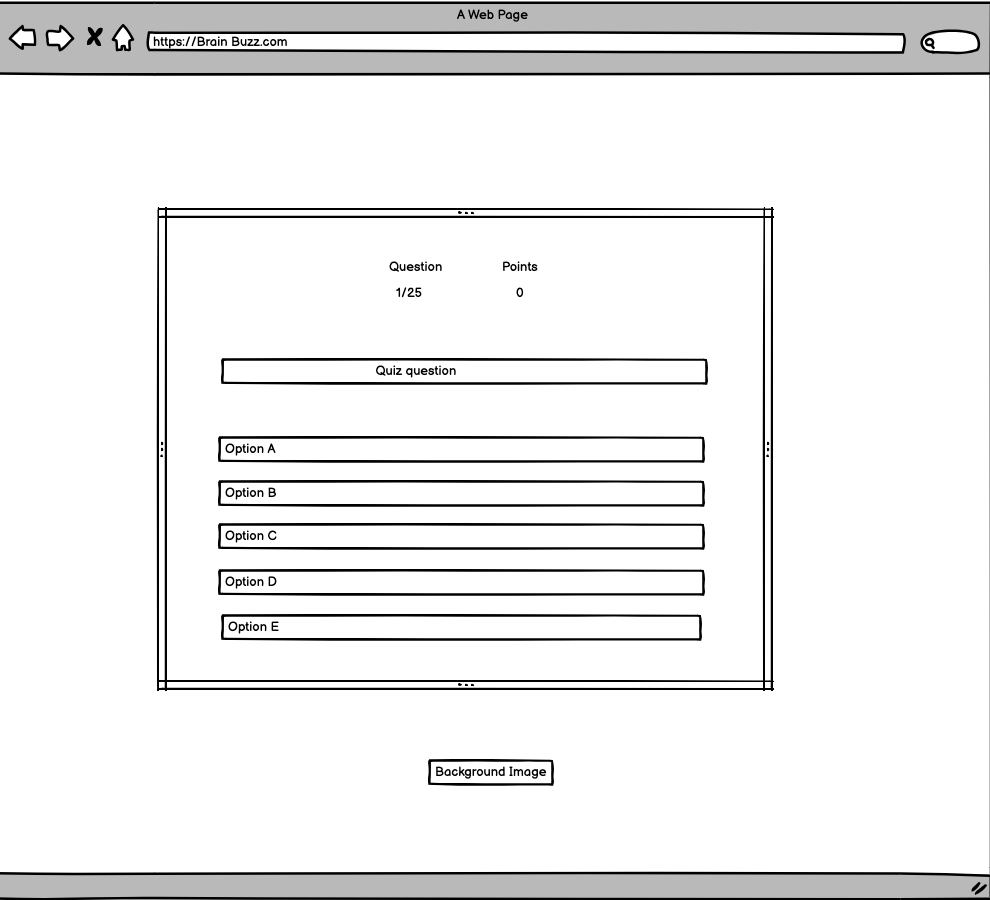 A Web Page
https://Brain Buzz.com
Question Points
1/25 0
Quiz question
Option A
Option B
Option C
Option D
Option E
Background Image